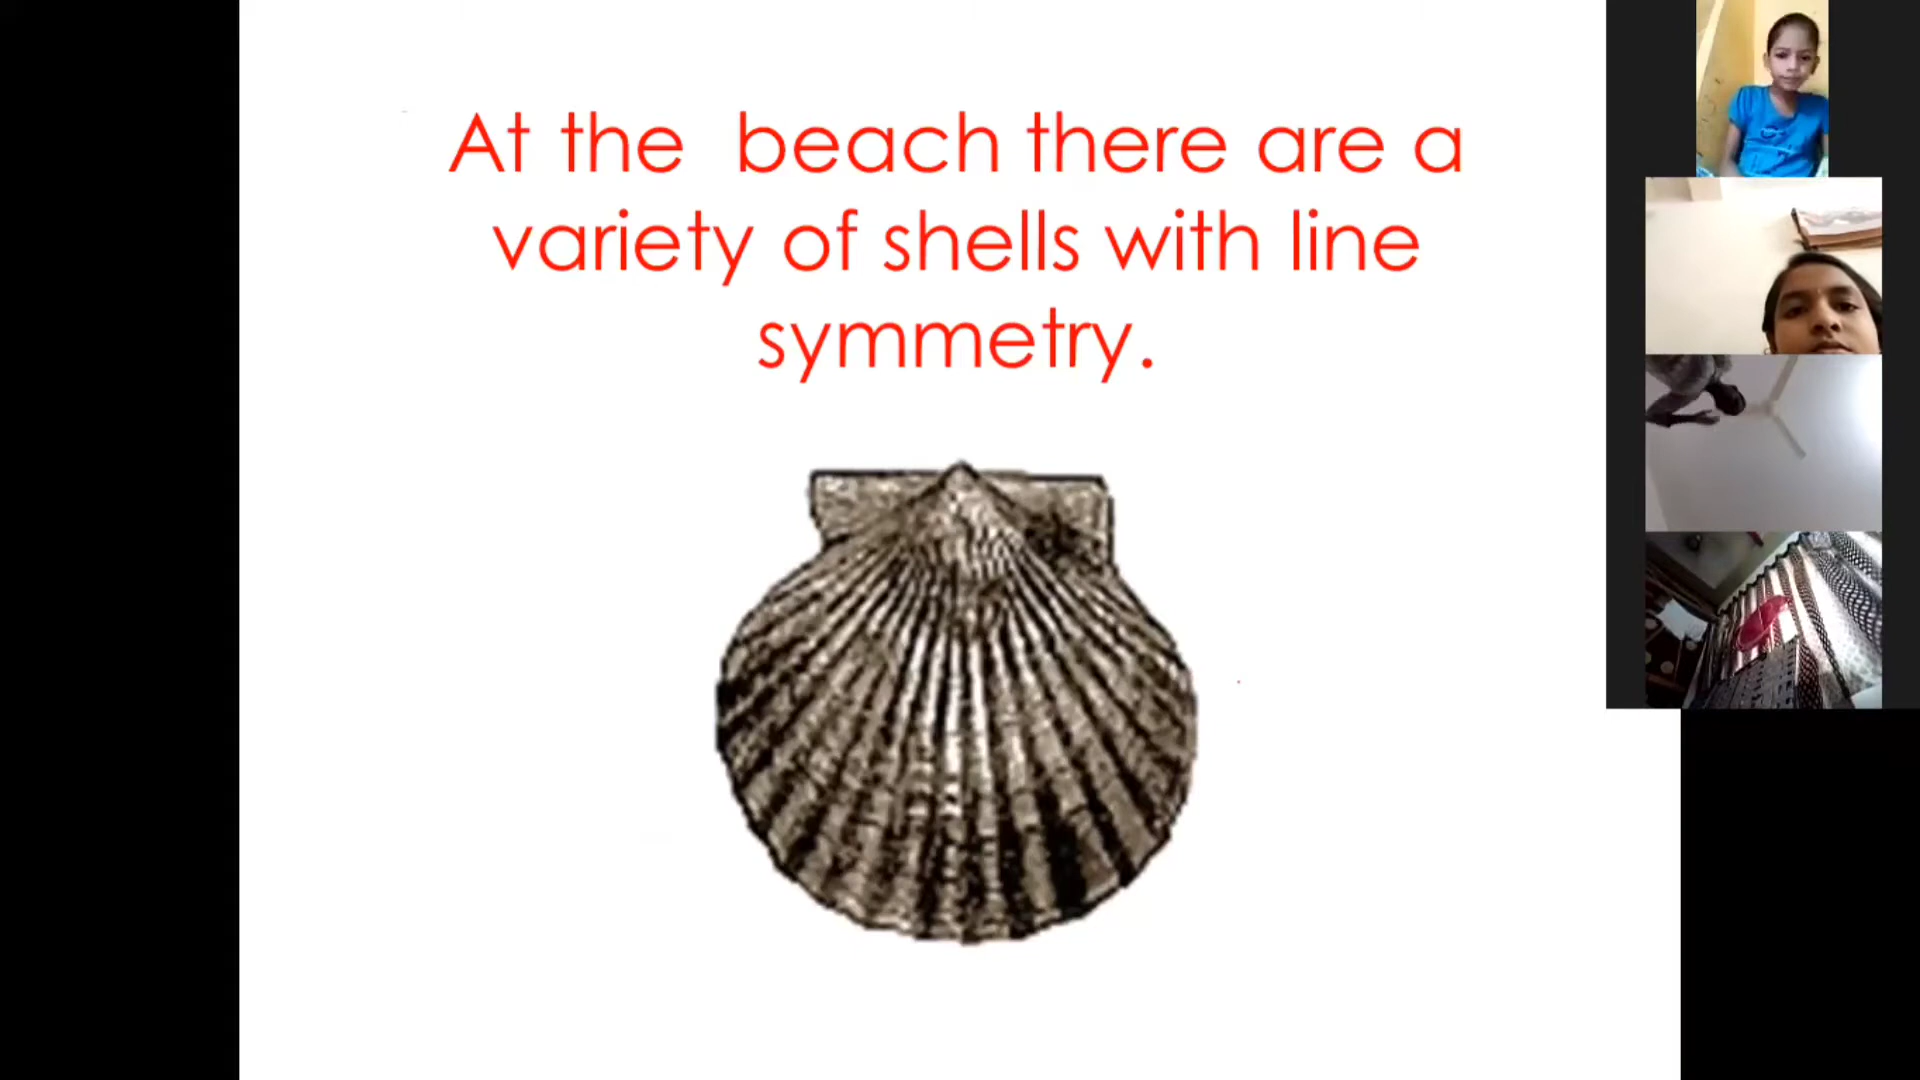 At the beach there are a
variety of shells with line
symmetry.